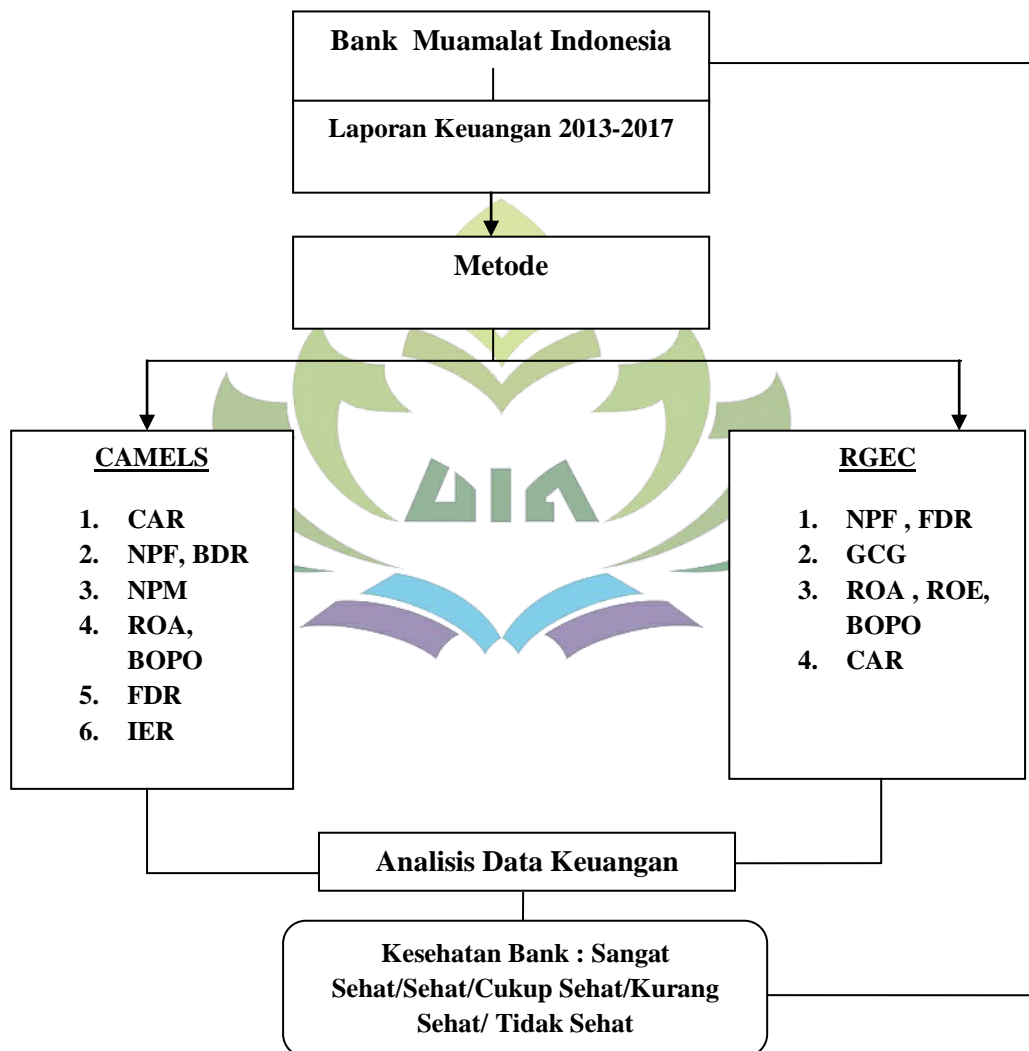 Bank Muamalat Indonesia
Laporan Keuangan 2013-2017
Metode
CAMELS
1. CAR
2. NPF, BDR
3. NPM
4. ROA,
BOPO
5. FDR
6. IER
UIN
RGEC
1. NPF , FDR
2. GCG
3. ROA , ROE,
BOPO
4. CAR
Analisis Data Keuangan
Kesehatan Bank : Sangat
Sehat/Sehat/Cukup Sehat/Kurang
Sehat/ Tidak Sehat